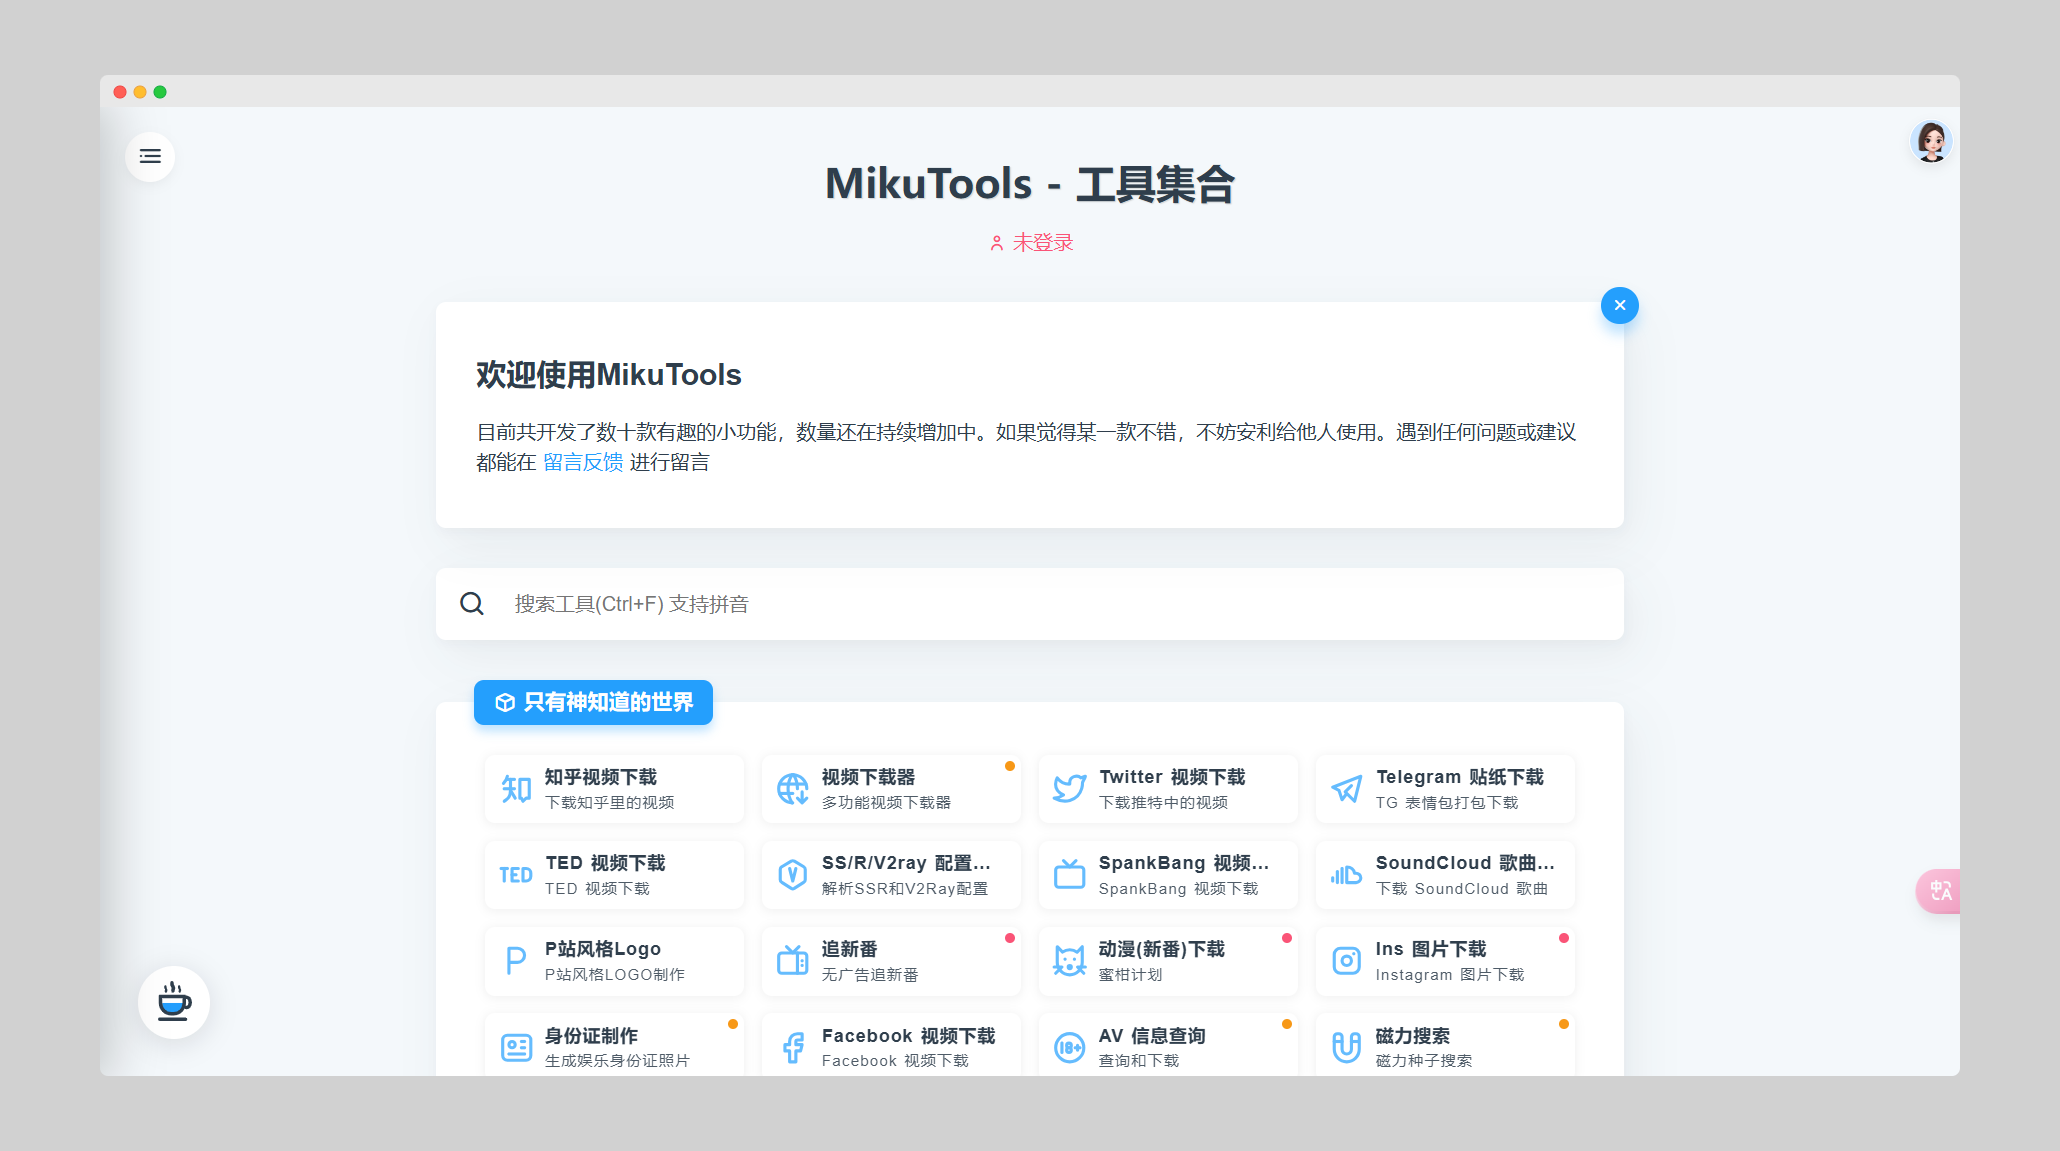 MikuTools - 工具集合
未登录
欢迎使用MikuTools
目前共开发了数十款有趣的小功能，数量还在持续增加中。如果觉得某一款不错，不妨安利给他人使用。遇到任何问题或建议
都能在 留言反馈 进行留言
搜索工具(Ctrl+F) 支持拼音
只有神知道的世界
知 知乎视频下载
下载知乎里的视频
视频下载器
多功能视频下载器
Twitter 视频下载
下载推特中的视频
Telegram 贴纸下载
TG 表情包打包下载
TED TED 视频下载
TED 视频下载
V SS/R/V2ray 配置...
解析SSR和V2Ray配置
SpankBang 视频...
SpankBang 视频下载
SoundCloud 歌曲...
下载 SoundCloud 歌曲
P P站风格Logo
P站风格LOGO制作
追新番
无广告追新番
动漫(新番)下载
蜜柑计划
Ins 图片下载
Instagram 图片下载
身份证制作
生成娱乐身份证照片
Facebook 视频下载
Facebook 视频下载
18+ AV 信息查询
查询和下载
磁力搜索
磁力种子搜索
中A